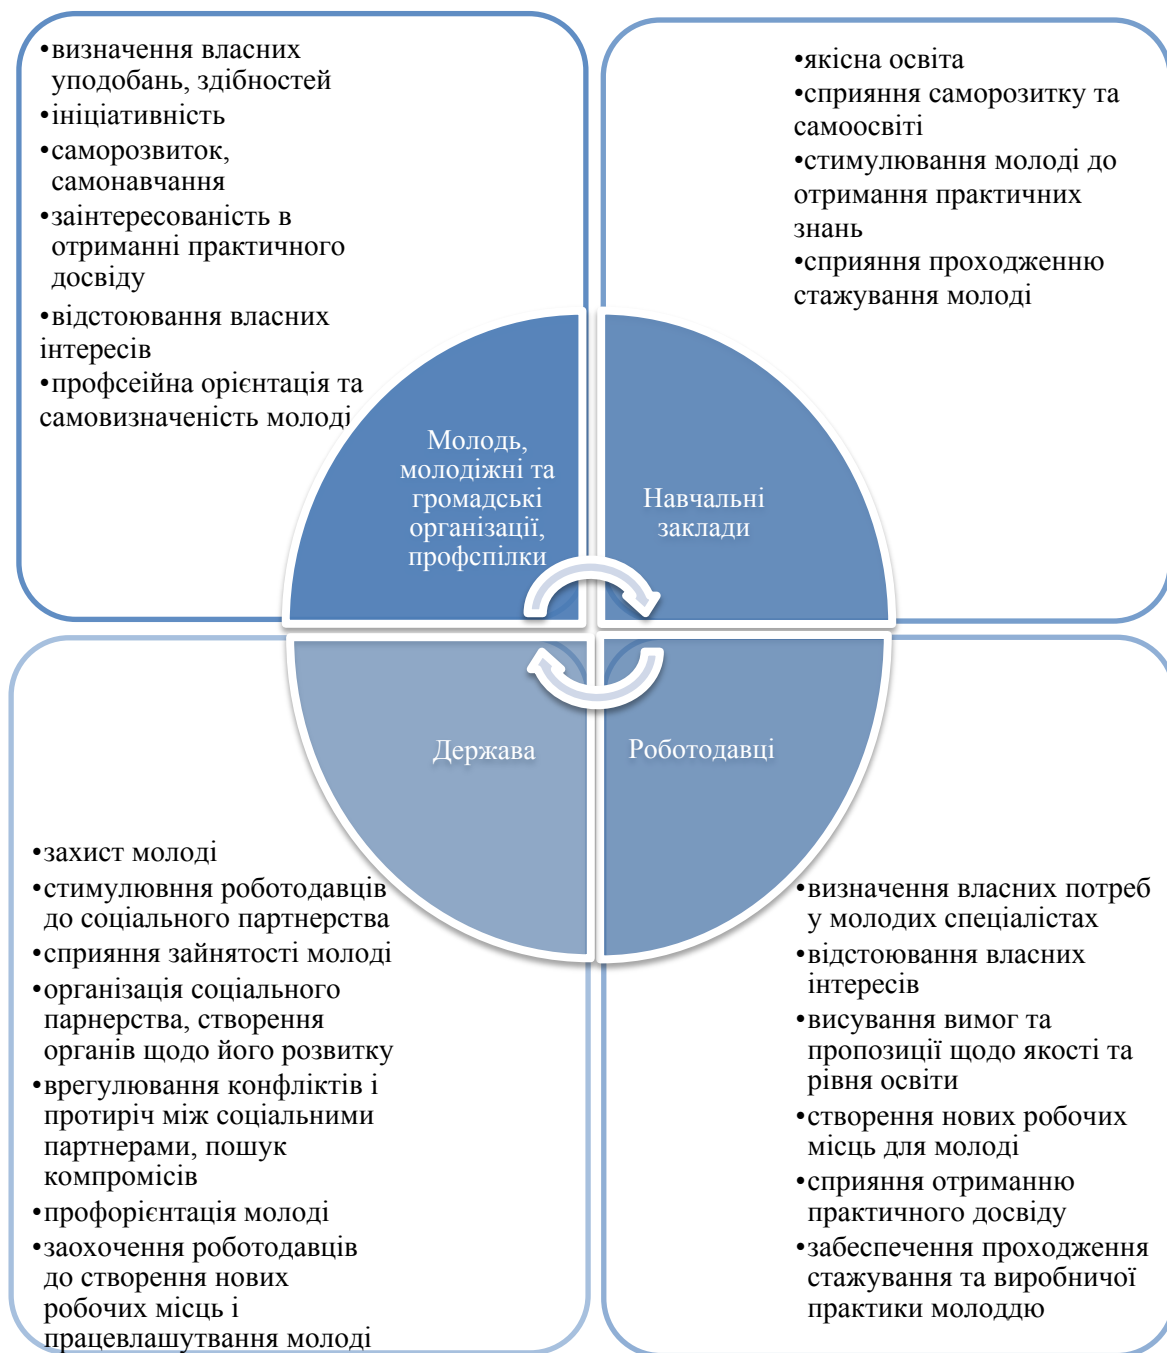 •визначення власних
уподобань, здібностей
•ініціативність
•саморозвиток,
самонавчання
•заінтересованість в
отриманні практичного
досвіду
•відстоювання власних
інтересів
•профсеійна орієнтація та
самовизначеність молоді
•якісна освіта
•сприяння саморозитку та
самоосвіті
•стимулювання молоді до
отримання практичних
знань
•сприяння проходженню
стажування молоді
Молодь,
молодіжні та
громадські
організації,
профспілки
Навчальні
заклади
Держава
Роботодавці
•захист молоді
•стимулювння роботодавців
до соціального партнерства
•сприяння зайнятості молоді
•організація соціального
парнерства, створення
органів щодо його розвитку
•врегулювання конфліктів і
протиріч між соціальними
партнерами, пошук
компромісів
•профорієнтація молоді
•заохочення роботодавців
до створення нових
робочих місць і
працевлашутвання молоді
•визначення власних потреб
у молодих спеціалістах
•відстоювання власних
інтересів
•висування вимог та
пропозиції щодо якості та
рівня освіти
•створення нових робочих
місць для молоді
•сприяння отриманню
практичного досвіду
•забеспечення проходження
стажування та виробничої
практики молоддю